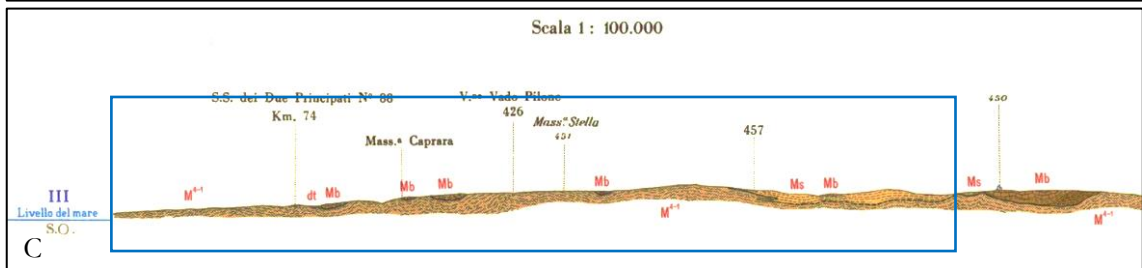 Scala 1 : 100.000
S.S. dei Due Principati N° 88
Km. 74
Mass.ª Caprara
V.ne Vado Pilone
426
Mass.ª Stella
451
457
450
M⁴⁻¹
dt
Mb
Mb
Mb
Mb
M⁴⁻¹
Ms
Mb
Ms
Mb
M⁴⁻¹
III
Livello del mare
S.O.
C